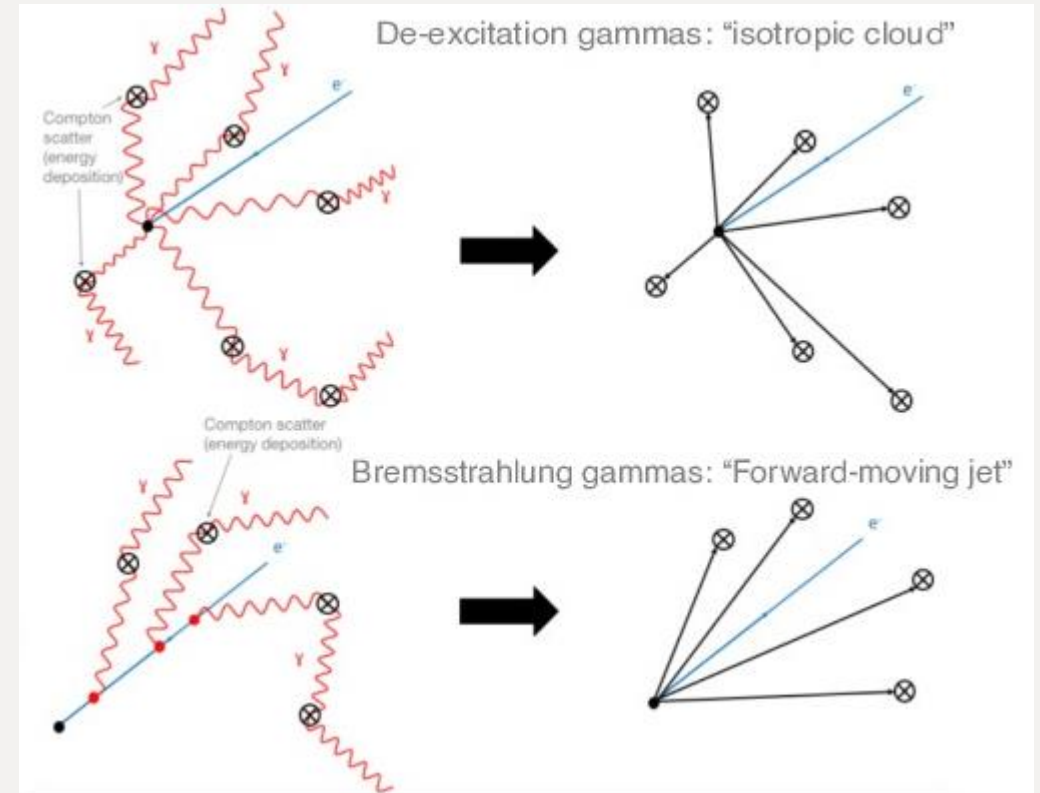 De-excitation gammas: “isotropic cloud”
γ
γ
e-
Compton
scatter
(energy
deposition)
γ
γ
γ
e-
Compton scatter
(energy deposition)
Bremsstrahlung gammas: “Forward-moving jet”
γ
γ
e-
γ
e-